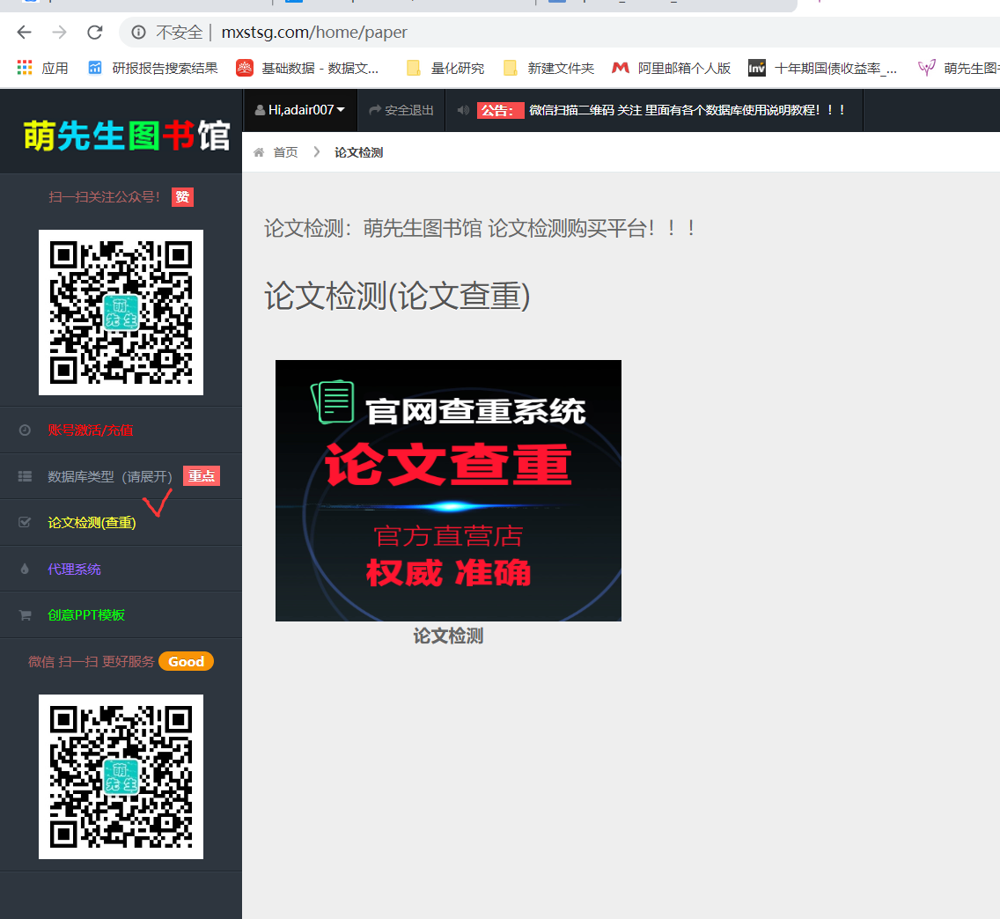 不安全 | mxstsg.com/home/paper
应用 研报报告搜索结果 基础数据 - 数据文... 量化研究 新建文件夹 阿里邮箱个人版 Inv 十年期国债收益率_... 萌先生图
萌先生图书馆
Hi,adair007 安全退出 公告: 微信扫描二维码 关注 里面有各个数据库使用说明教程！！！
首页 论文检测
扫一扫关注公众号! 赞
萌
先生
账号激活/充值
数据库类型（请展开） 重点
论文检测(查重)
代理系统
创意PPT模板
微信 扫一扫 更好服务 Good
萌
先生
论文检测：萌先生图书馆 论文检测购买平台！！！
论文检测(论文查重)
官网查重系统
论文查重
官方直营店
权威 准确
论文检测